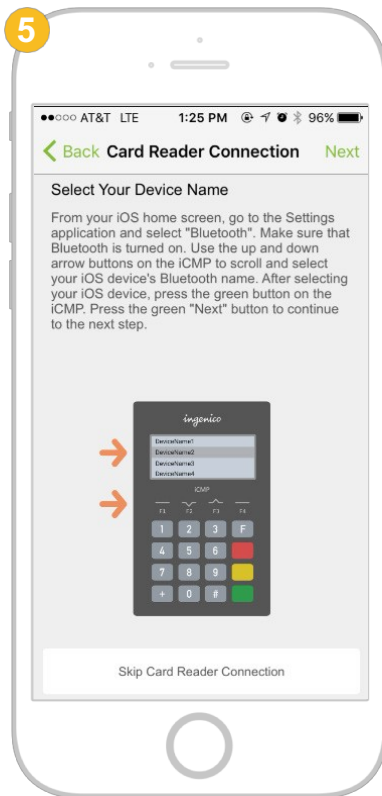 5
AT&T LTE 1:25 PM 96%
Back Card Reader Connection Next
Select Your Device Name
From your iOS home screen, go to the Settings
application and select "Bluetooth". Make sure that
Bluetooth is turned on. Use the up and down
arrow buttons on the iCMP to scroll and select
your iOS device's Bluetooth name. After selecting
your iOS device, press the green button on the
iCMP. Press the green "Next" button to continue
to the next step.
ingenico
DeviceName1
DeviceName2
DeviceName3
DeviceName4
iCMP
F1 F2 F3 F4
1 2 3 F
4 5 6
7 8 9
+ 0 #
Skip Card Reader Connection